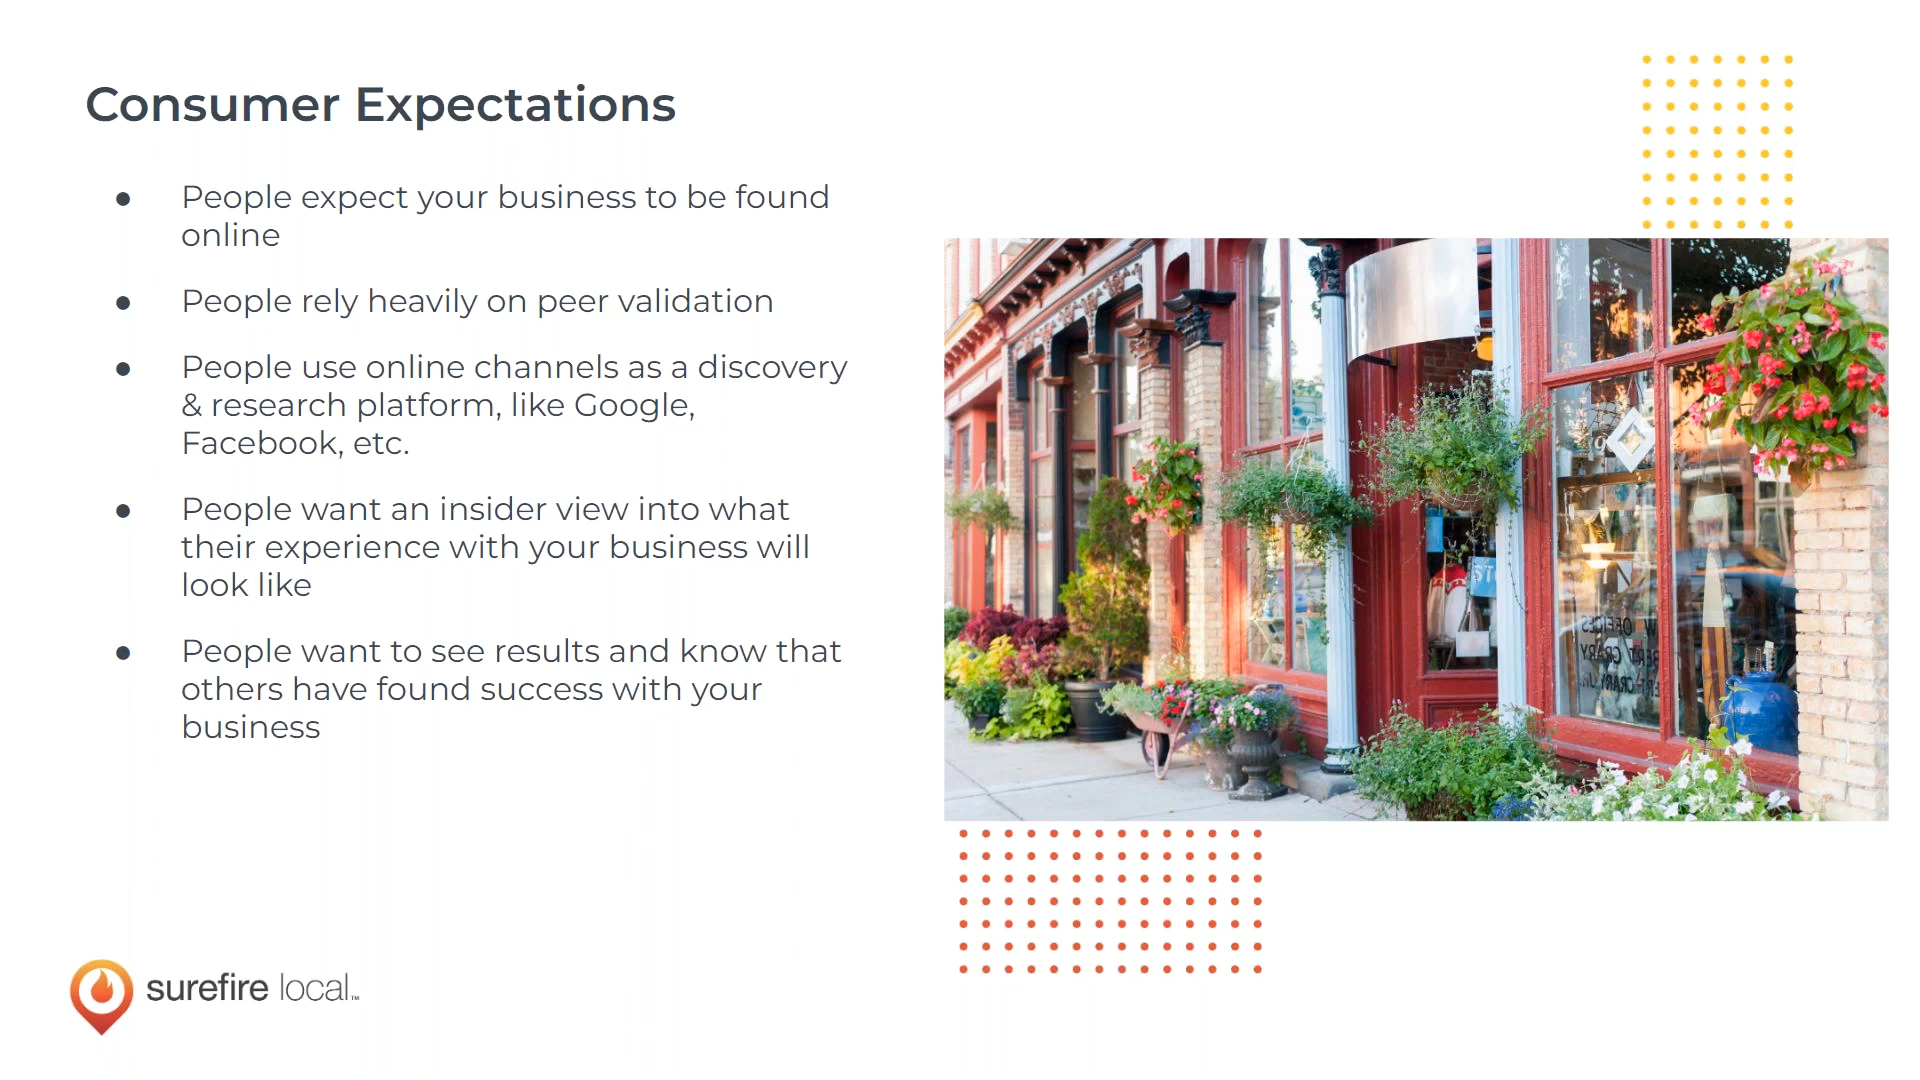 Consumer Expectations
● People expect your business to be found
online
● People rely heavily on peer validation
● People use online channels as a discovery
& research platform, like Google,
Facebook, etc.
● People want an insider view into what
their experience with your business will
look like
● People want to see results and know that
others have found success with your
business
surefire local™